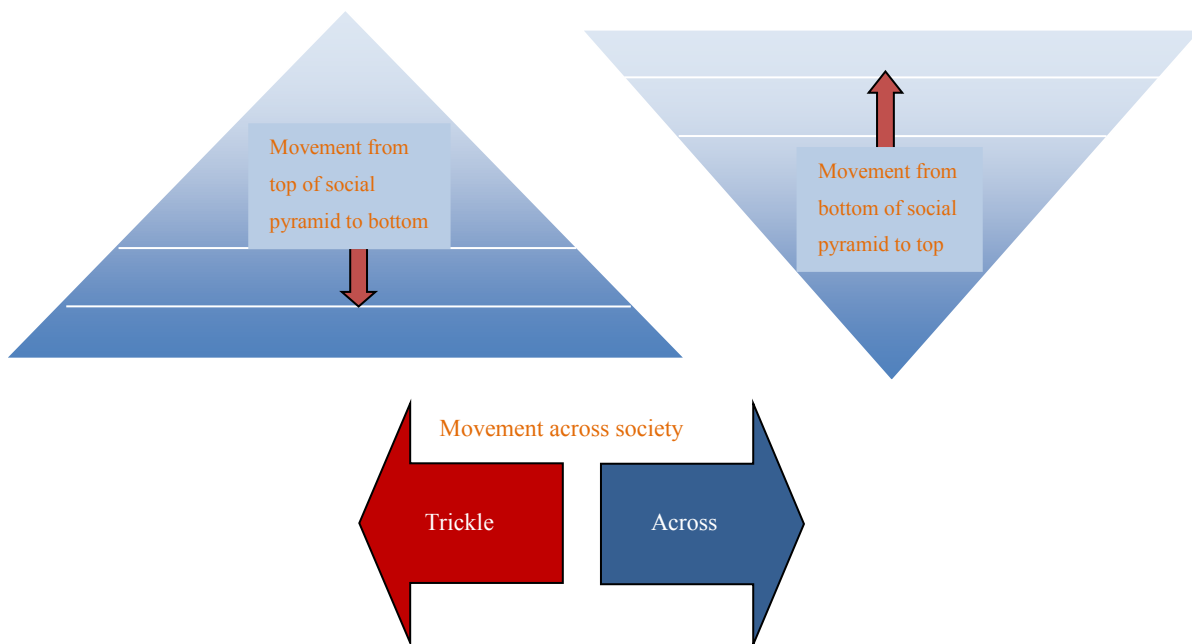 Movement from
top of social
pyramid to bottom
Movement from
bottom of social
pyramid to top
Movement across society
Trickle
Across